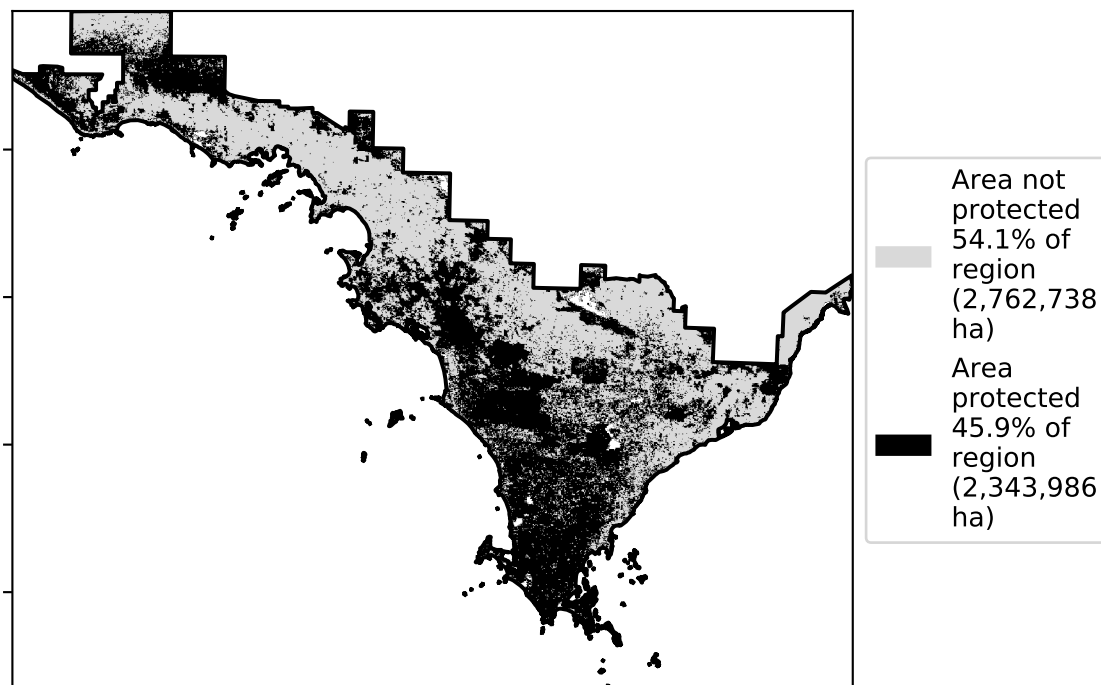 Area not
protected
54.1% of
region
(2,762,738
ha)
Area
protected
45.9% of
region
(2,343,986
ha)